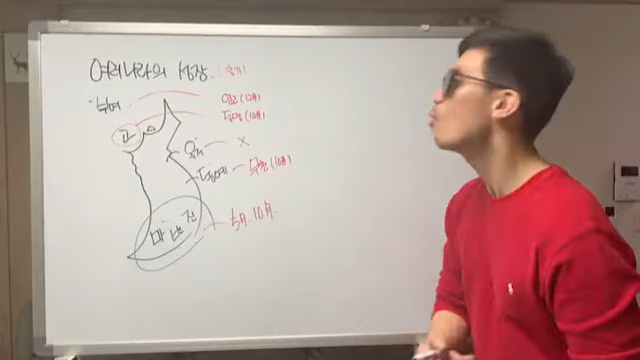 여러나라의 성장.
부여
영고(12月)
고
동맹(10月)
옥저 X
동예 무천(10月)
진
마 변
5月. 10月.